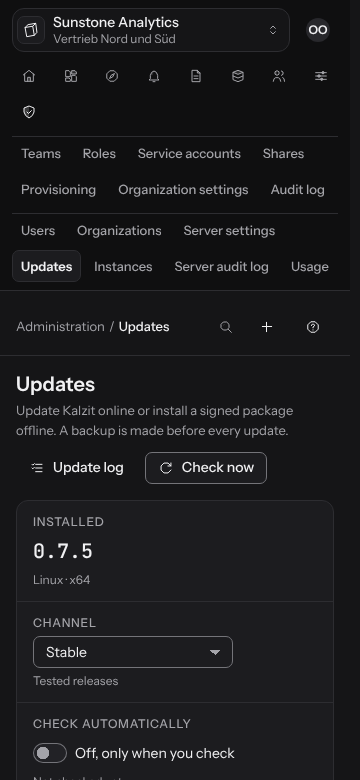 Sunstone Analytics
Vertrieb Nord und Süd
OO
Teams Roles Service accounts Shares
Provisioning Organization settings Audit log
Users Organizations Server settings
Updates Instances Server audit log Usage
Administration / Updates
Updates
Update Kalzit online or install a signed package
offline. A backup is made before every update.
Update log Check now
INSTALLED
0.7.5
Linux · x64
CHANNEL
Stable
Tested releases
CHECK AUTOMATICALLY
Off, only when you check